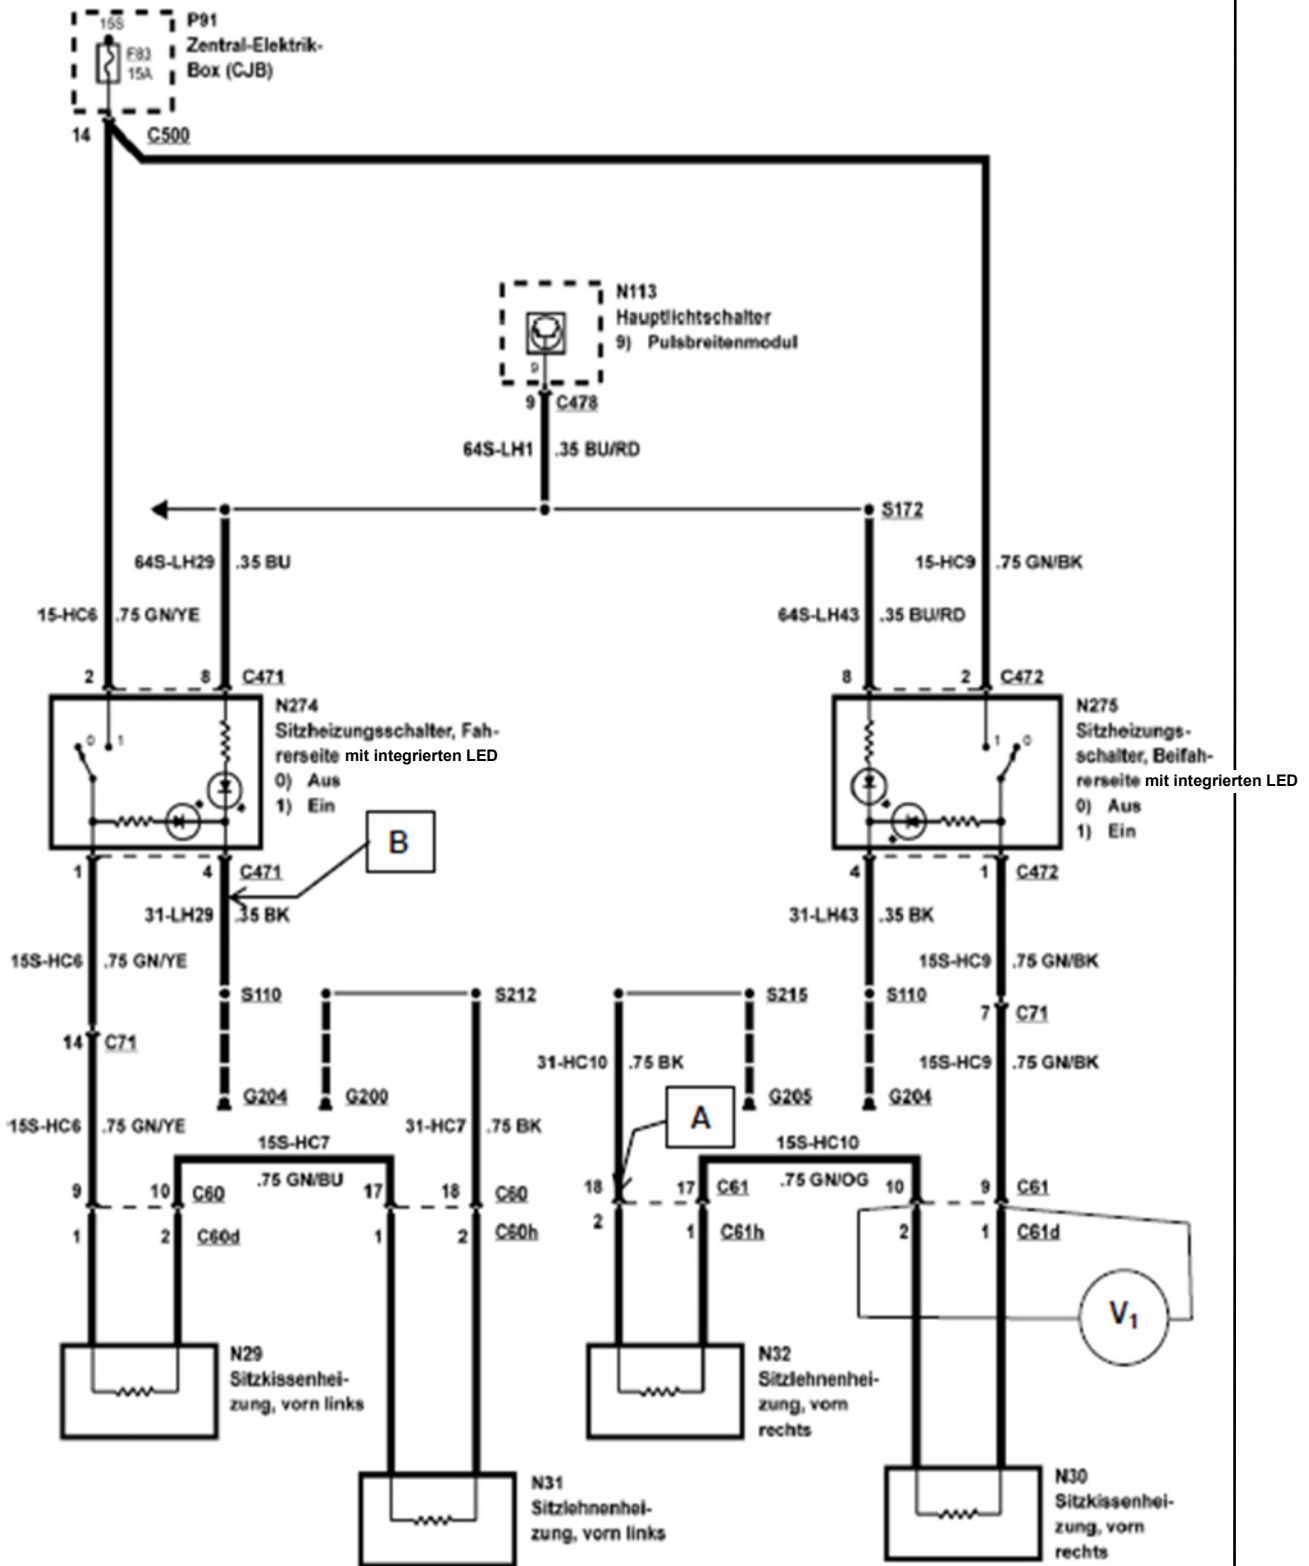 15S
F83
15A
P91
Zentral-Elektrik-
Box (CJB)
14
C500
N113
Hauptlichtschalter
9) Pulsbreitenmodul
9
9
C478
64S-LH1
.35 BU/RD
S172
64S-LH29
.35 BU
15-HC9
.75 GN/BK
15-HC6
.75 GN/YE
64S-LH43
.35 BU/RD
2
8
C471
8
2
C472
N274
Sitzheizungsschalter, Fah-
rerseite mit integrierten LED
0) Aus
1) Ein
0
1
N275
Sitzheizungs-
schalter, Beifah-
rerseite mit integrierten LED
0) Aus
1) Ein
1
0
B
1
4
C471
4
1
C472
31-LH29
.35 BK
31-LH43
.35 BK
15S-HC6
.75 GN/YE
15S-HC9
.75 GN/BK
S110
S212
S215
S110
7
C71
14
C71
31-HC10
.75 BK
15S-HC9
.75 GN/BK
G204
G200
G205
G204
A
15S-HC6
.75 GN/YE
31-HC7
.75 BK
15S-HC7
.75 GN/BU
15S-HC10
.75 GN/OG
9
10
C60
17
18
C60
18
17
C61
10
9
C61
1
2
C60d
1
2
C60h
2
1
C61h
2
1
C61d
V1
N29
Sitzkissenhei-
zung, vorn links
N32
Sitzlehnenhei-
zung, vorn
rechts
N31
Sitzlehnenhei-
zung, vorn links
N30
Sitzkissenhei-
zung, vorn
rechts